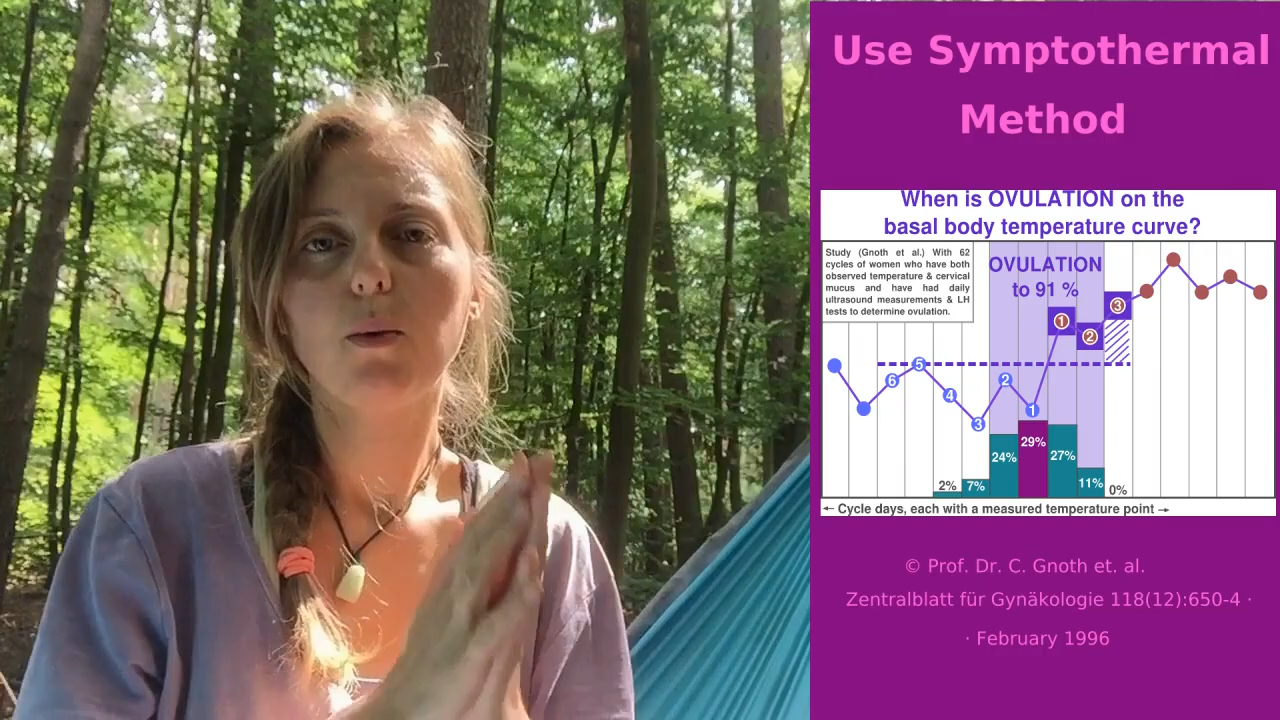 Use Symptothermal
Method
When is OVULATION on the
basal body temperature curve?
Study (Gnoth et al.) With 62
cycles of women who have both
observed temperature & cervical
mucus and have had daily
ultrasound measurements & LH
tests to determine ovulation.
OVULATION
to 91 %
6
5
4
3
2
1
1
2
3
2%
7%
24%
29%
27%
11%
0%
← Cycle days, each with a measured temperature point →
© Prof. Dr. C. Gnoth et. al.
Zentralblatt für Gynäkologie 118(12):650-4 ·
· February 1996